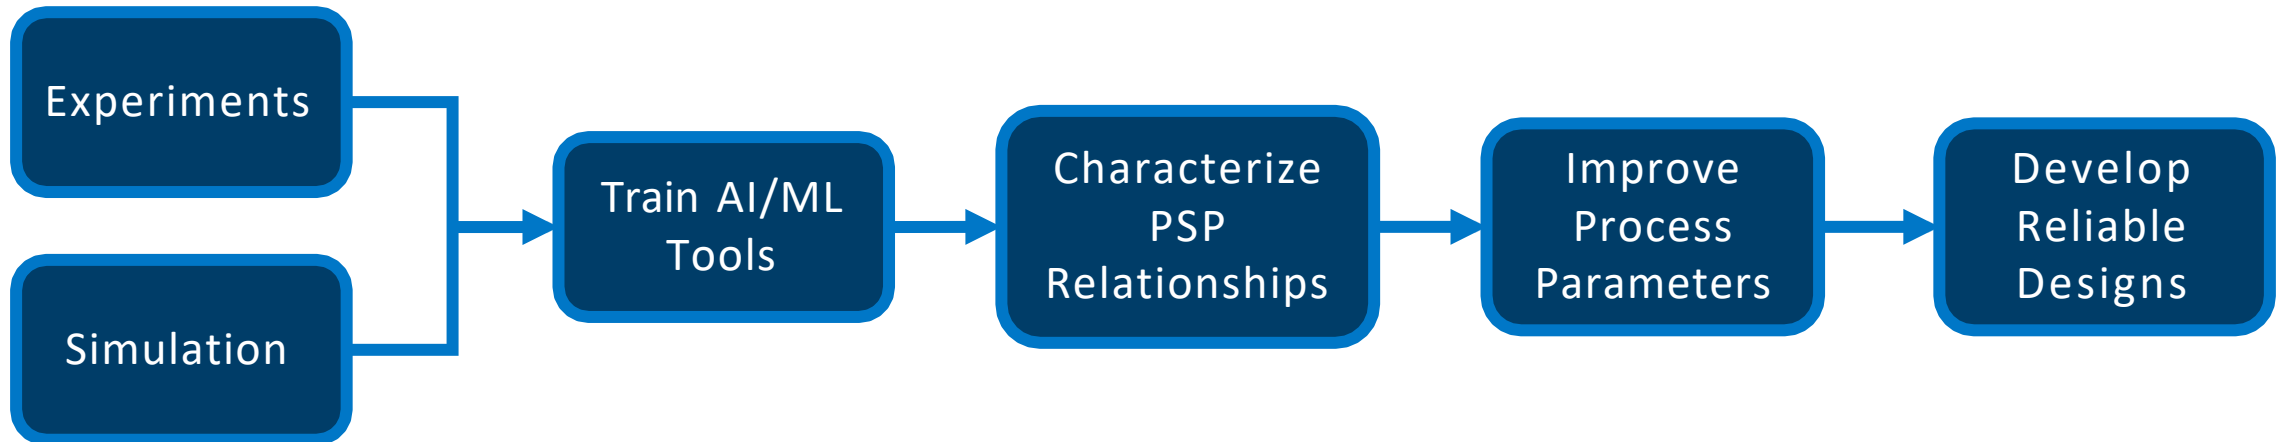 Experiments
Simulation
Train AI/ML
Tools
Characterize
PSP
Relationships
Improve
Process
Parameters
Develop
Reliable
Designs